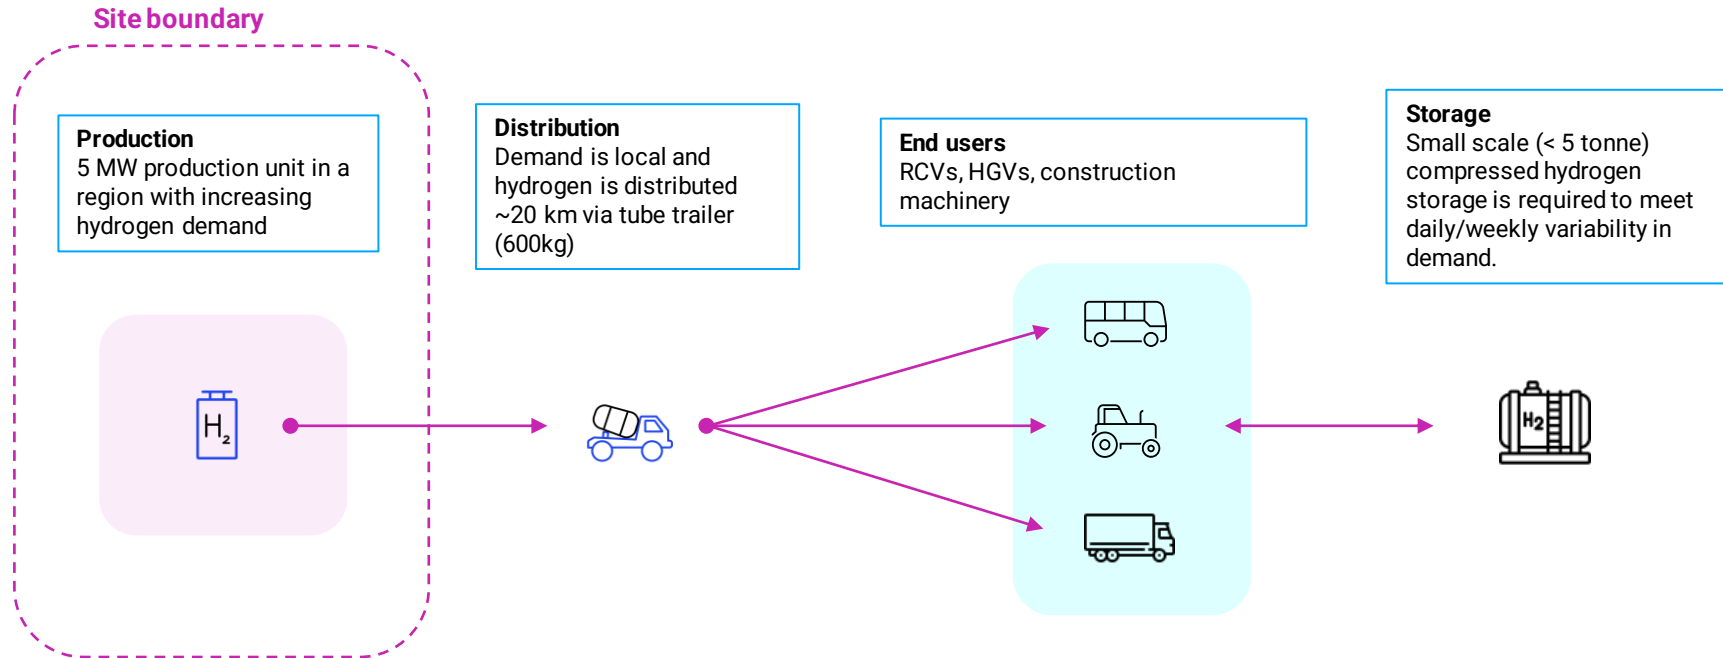 Site boundary
Production
5 MW production unit in a
region with increasing
hydrogen demand
Distribution
Demand is local and
hydrogen is distributed
~20 km via tube trailer
(600kg)
End users
RCVs, HGVs, construction
machinery
Storage
Small scale (< 5 tonne)
compressed hydrogen
storage is required to meet
daily/weekly variability in
demand.
H₂
H2